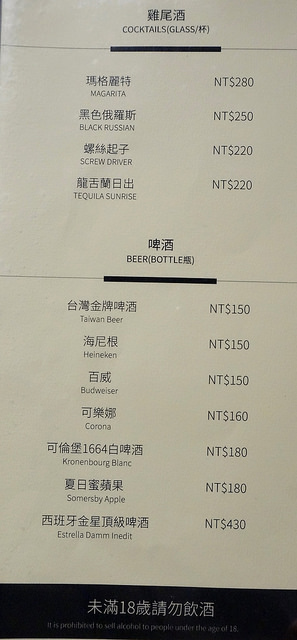 雞尾酒
COCKTAILS(GLASS/杯)
瑪格麗特 NT$280
MAGARITA
黑色俄羅斯 NT$250
BLACK RUSSIAN
螺絲起子 NT$220
SCREW DRIVER
龍舌蘭日出 NT$220
TEQUILA SUNRISE
啤酒
BEER(BOTTLE瓶)
台灣金牌啤酒 NT$150
Taiwan Beer
海尼根 NT$150
Heineken
百威 NT$150
Budweiser
可樂娜 NT$160
Corona
可倫堡1664白啤酒 NT$180
Kronenbourg Blanc
夏日蜜蘋果 NT$180
Somersby Apple
西班牙金星頂級啤酒 NT$430
Estrella Damm Inedit
未滿18歲請勿飲酒
It is prohibited to sell alcohol to people under the age of 18.